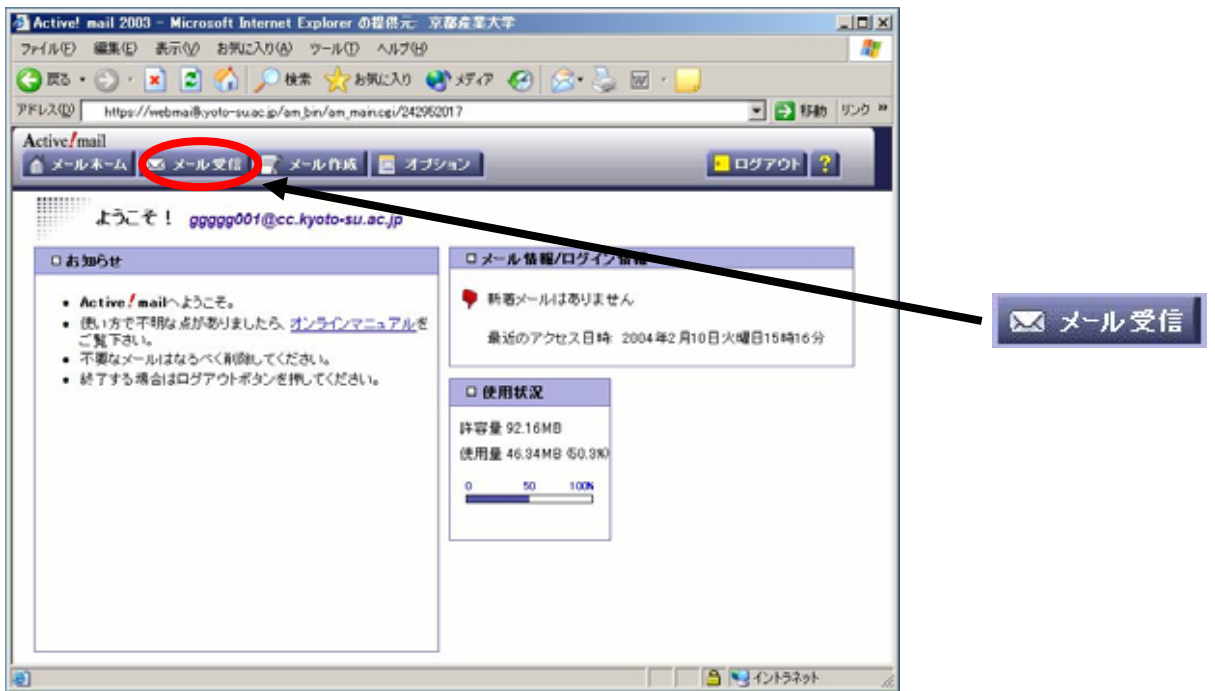 Active! mail 2003 - Microsoft Internet Explorer の提供元: 京都産業大学
ファイル(F) 編集(E) 表示(V) お気に入り(A) ツール(T) ヘルプ(H)
戻る 検索 お気に入り メディア
アドレス(D) https://webmail.kyoto-su.ac.jp/am_bin/am_main.cgi/242952017 移動 リンク »
Active!mail
メールホーム メール受信 メール作成 オプション ログアウト ?
ようこそ! ggggg001@cc.kyoto-su.ac.jp
お知らせ
Active!mailへようこそ。
使い方で不明な点がありましたら、オンラインマニュアルを
ご覧下さい。
不要なメールはなるべく削除してください。
終了する場合はログアウトボタンを押してください。
メール情報/ログイン情報
新着メールはありません
最近のアクセス日時: 2004年2月10日火曜日15時16分
メール受信
使用状況
許容量 92.16MB
使用量 46.34MB (50.3%)
0 50 100%
イントラネット